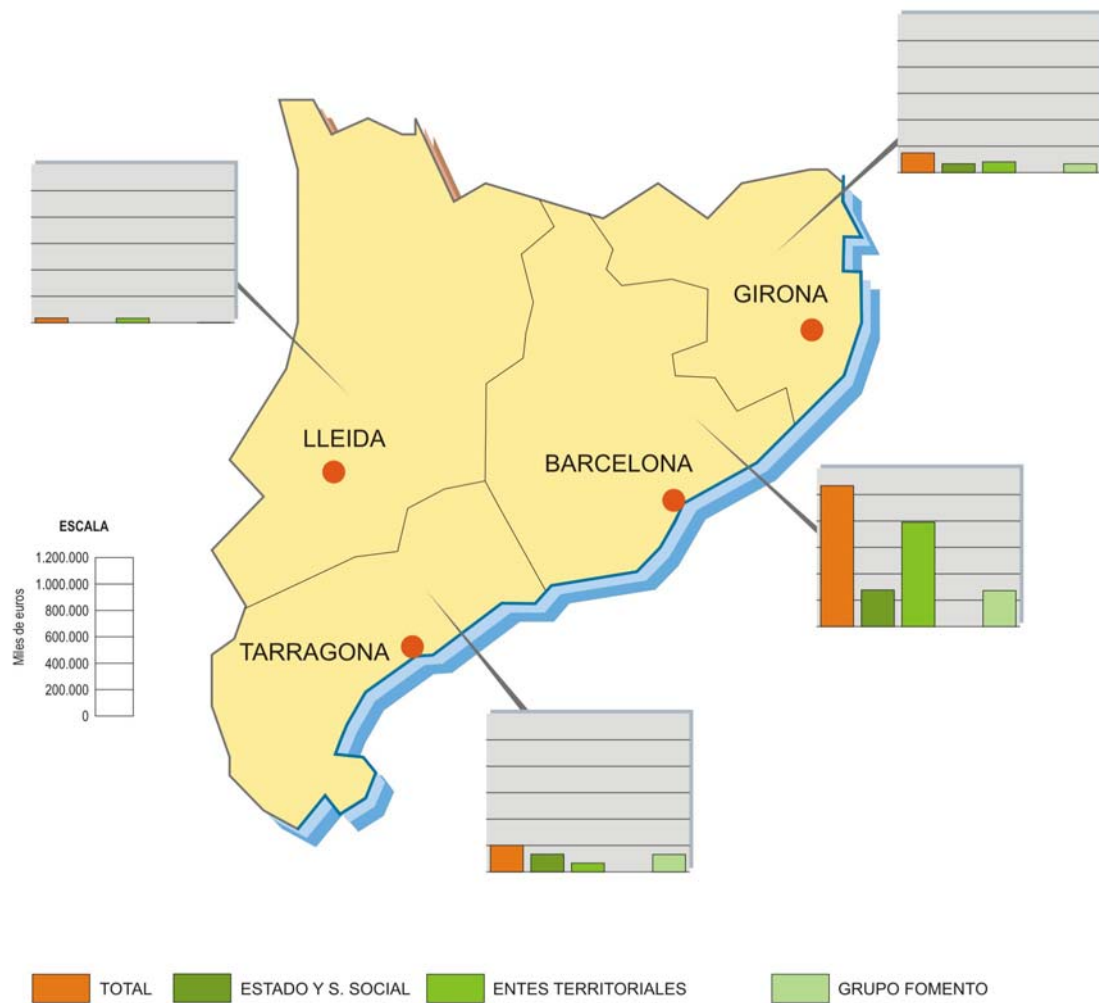 GIRONA
LLEIDA
BARCELONA
TARRAGONA
ESCALA
Miles de euros
1.200.000
1.000.000
800.000
600.000
400.000
200.000
0
TOTAL
ESTADO Y S. SOCIAL
ENTES TERRITORIALES
GRUPO FOMENTO